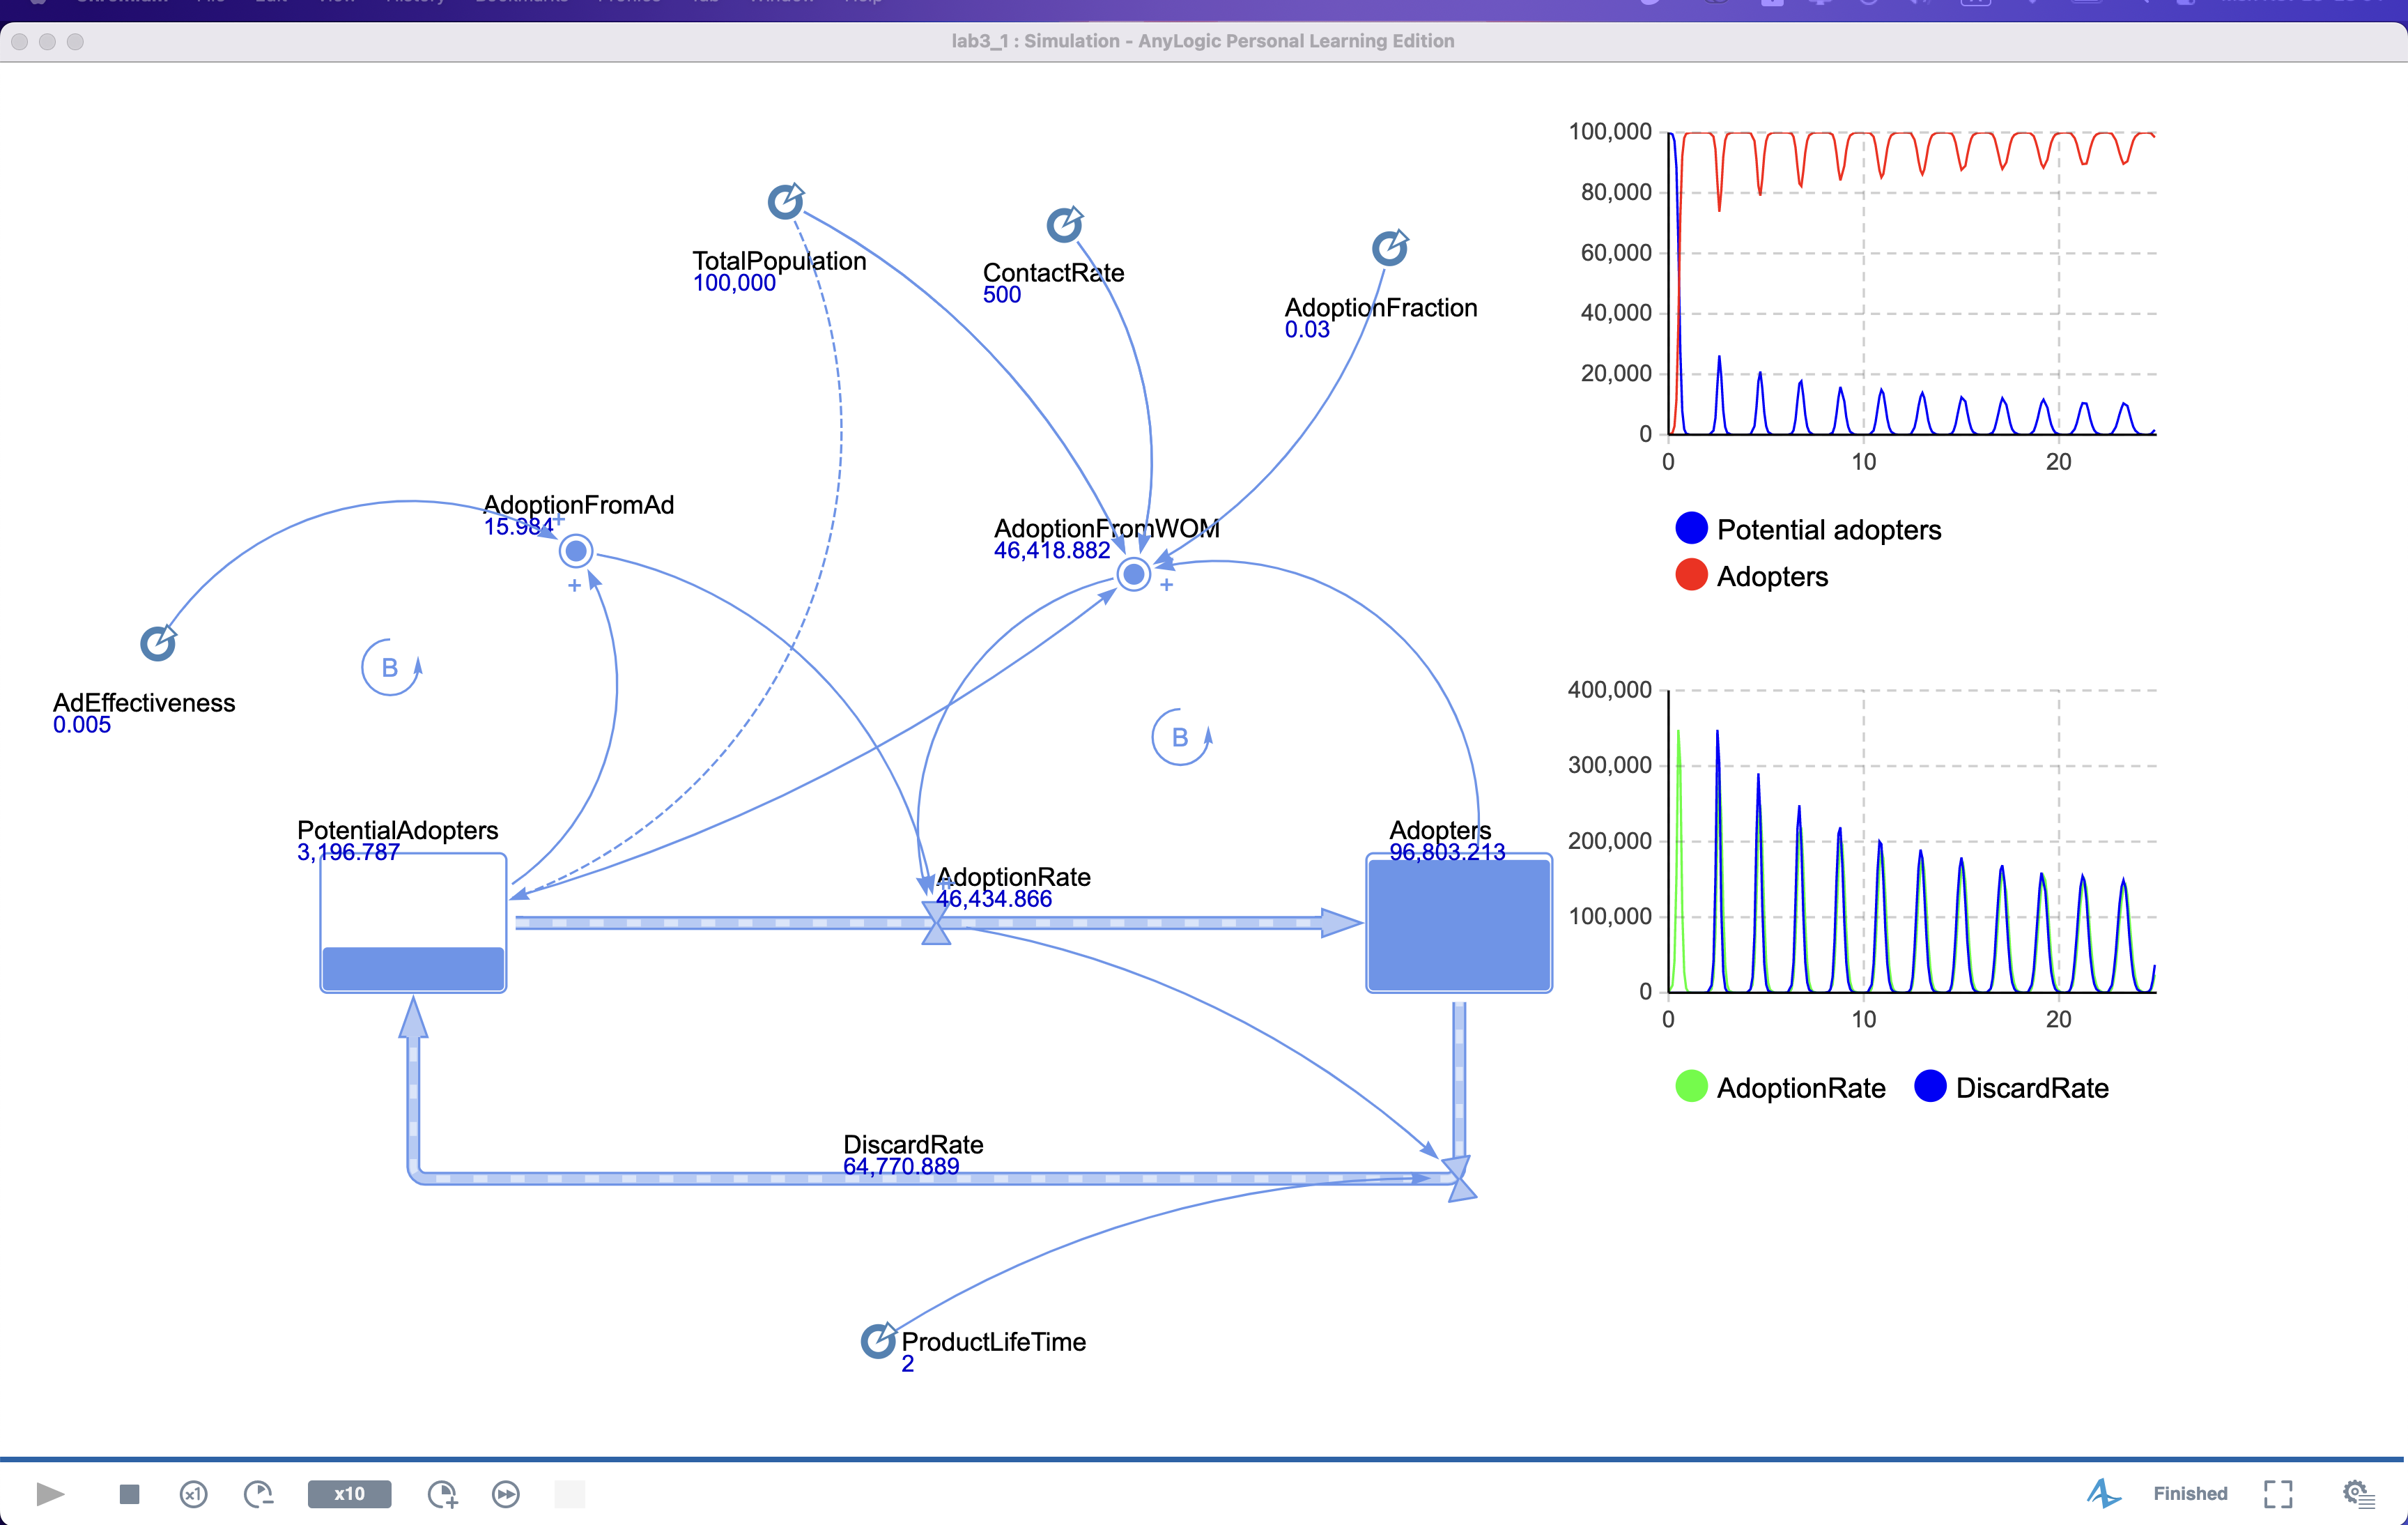 lab3_1 : Simulation - AnyLogic Personal Learning Edition
TotalPopulation
100,000
ContactRate
500
AdoptionFraction
0.03
AdoptionFromAd
15.984
+
+
AdoptionFromWOM
46,418.882
+
AdEffectiveness
0.005
B
B
PotentialAdopters
3,196.787
AdoptionRate
46,434.866
Adopters
96,803.213
DiscardRate
64,770.889
ProductLifeTime
2
100,000
80,000
60,000
40,000
20,000
0
0 10 20
Potential adopters
Adopters
400,000
300,000
200,000
100,000
0
0 10 20
AdoptionRate DiscardRate
x1 x10 Finished